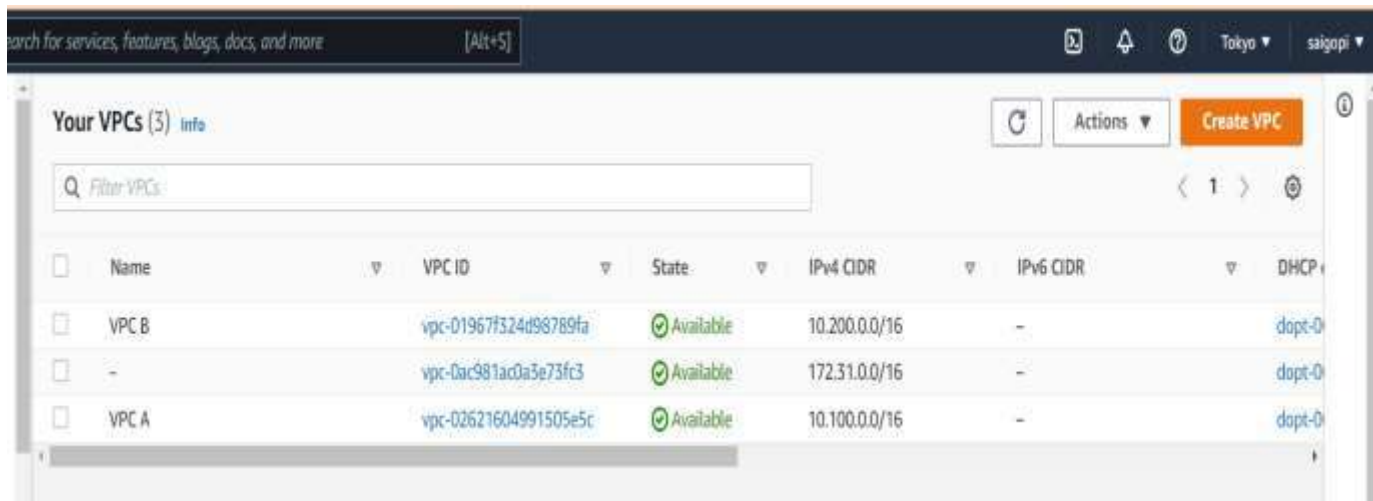 earch for services, features, blogs, docs, and more [Alt+S] Tokyo ▼ saigopi ▼
Your VPCs (3) Info Actions ▼ Create VPC
Filter VPCs 1
Name VPC ID State IPv4 CIDR IPv6 CIDR DHCP
VPC B vpc-01967f324d98789fa Available 10.200.0.0/16 – dopt-0
– vpc-0ac981ac0a3e73fc3 Available 172.31.0.0/16 – dopt-0
VPC A vpc-02621604991505e5c Available 10.100.0.0/16 – dopt-0